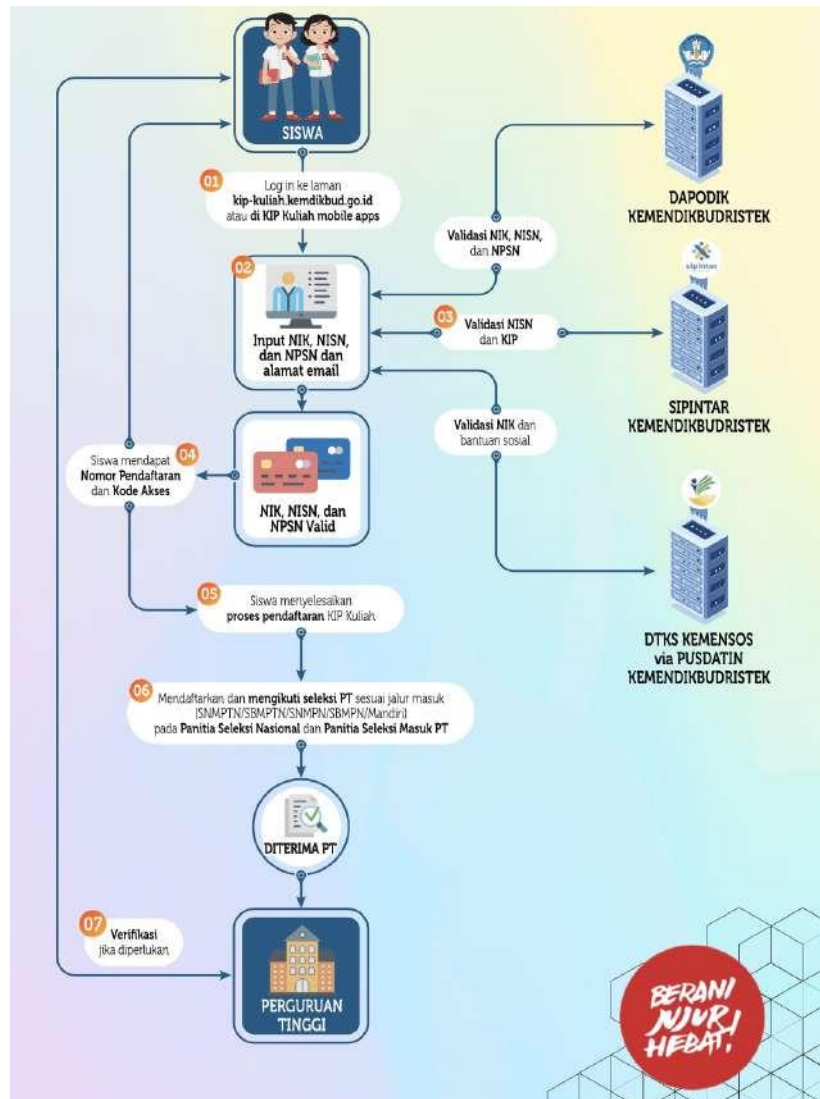 SISWA
01
Log in ke laman
kip-kuliah.kemdikbud.go.id
atau di KIP Kuliah mobile apps
02
Input NIK, NISN,
dan NPSN dan
alamat email
Validasi NIK, NISN,
dan NPSN
DAPODIK
KEMENDIKBUDRISTEK
03
Validasi NISN
dan KIP
sipintar
SIPINTAR
KEMENDIKBUDRISTEK
Validasi NIK dan
bantuan sosial
DTKS KEMENSOS
via PUSDATIN
KEMENDIKBUDRISTEK
NIK, NISN, dan
NPSN Valid
04
Siswa mendapat
Nomor Pendaftaran
dan Kode Akses
05
Siswa menyelesaikan
proses pendaftaran KIP Kuliah
06
Mendaftarkan dan mengikuti seleksi PT sesuai jalur masuk
(SNMPTN/SBMPTN/SNMPN/SBMPN/Mandiri)
pada Panitia Seleksi Nasional dan Panitia Seleksi Masuk PT
DITERIMA PT
07
Verifikasi
jika diperlukan
PERGURUAN
TINGGI
BERANI
JUJUR
HEBAT!